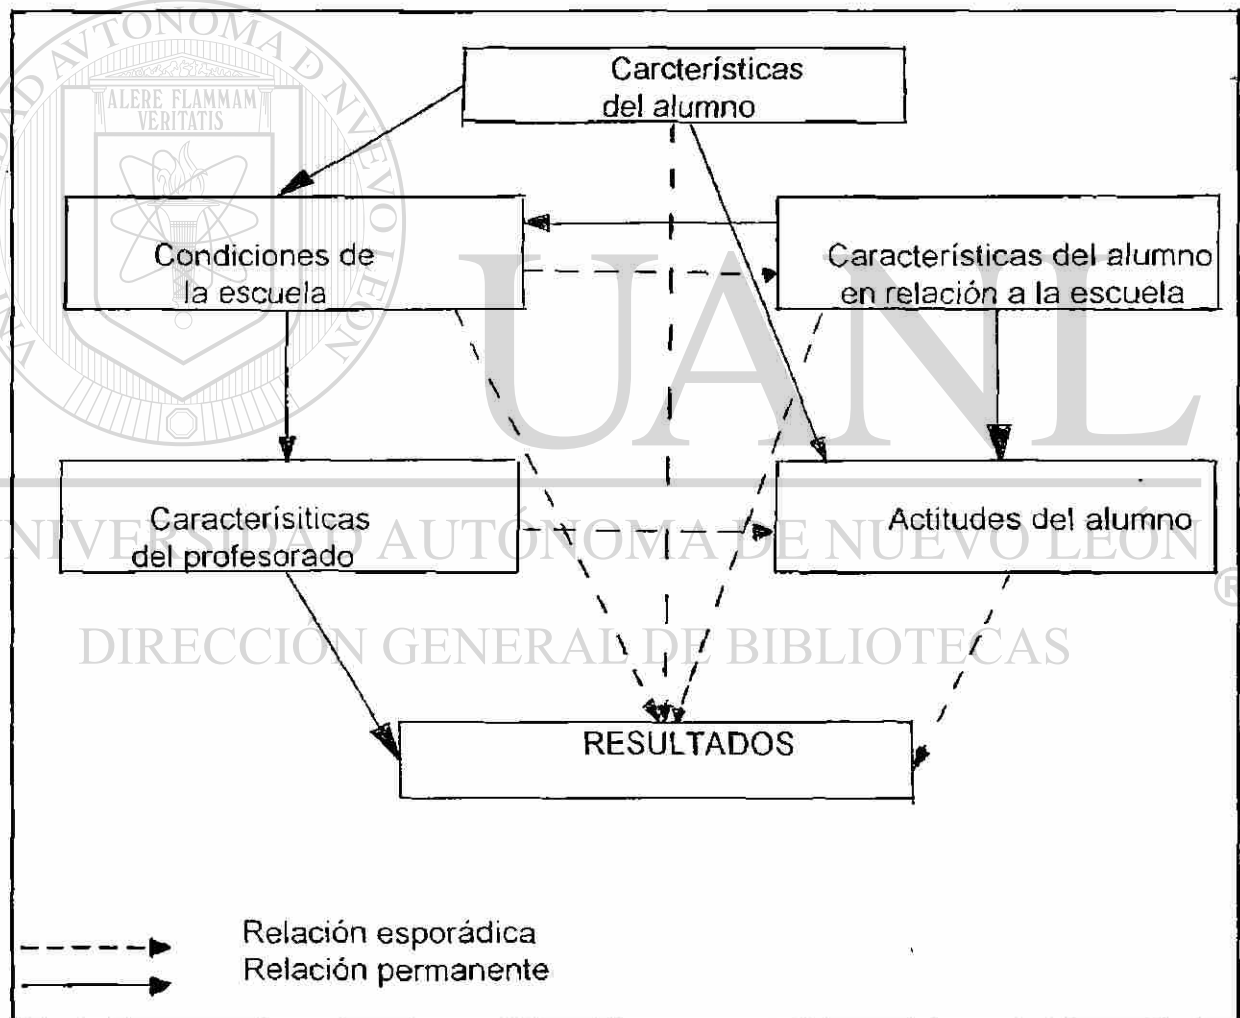 Carcterísticas
del alumno
Condiciones de
la escuela
Características del alumno
en relación a la escuela
Caracterísiticas
del profesorado
Actitudes del alumno
RESULTADOS
Relación esporádica
Relación permanente
ALERE FLAMMAM
VERITATIS
UANL
UNIVERSIDAD AUTÓNOMA DE NUEVO LEÓN
®
DIRECCIÓN GENERAL DE BIBLIOTECAS